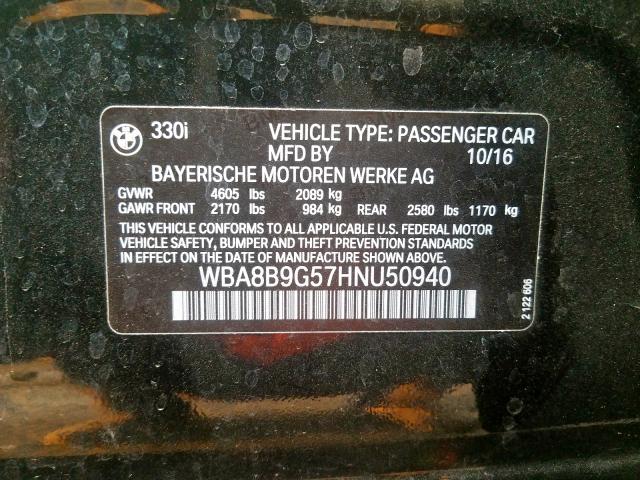 330i VEHICLE TYPE: PASSENGER CAR
MFD BY 10/16
BAYERISCHE MOTOREN WERKE AG
GVWR 4605 lbs 2089 kg
GAWR FRONT 2170 lbs 984 kg REAR 2580 lbs 1170 kg
THIS VEHICLE CONFORMS TO ALL APPLICABLE U.S. FEDERAL MOTOR
VEHICLE SAFETY, BUMPER AND THEFT PREVENTION STANDARDS
IN EFFECT ON THE DATE OF MANUFACTURE SHOWN ABOVE.
WBA8B9G57HNU50940
2 122 606